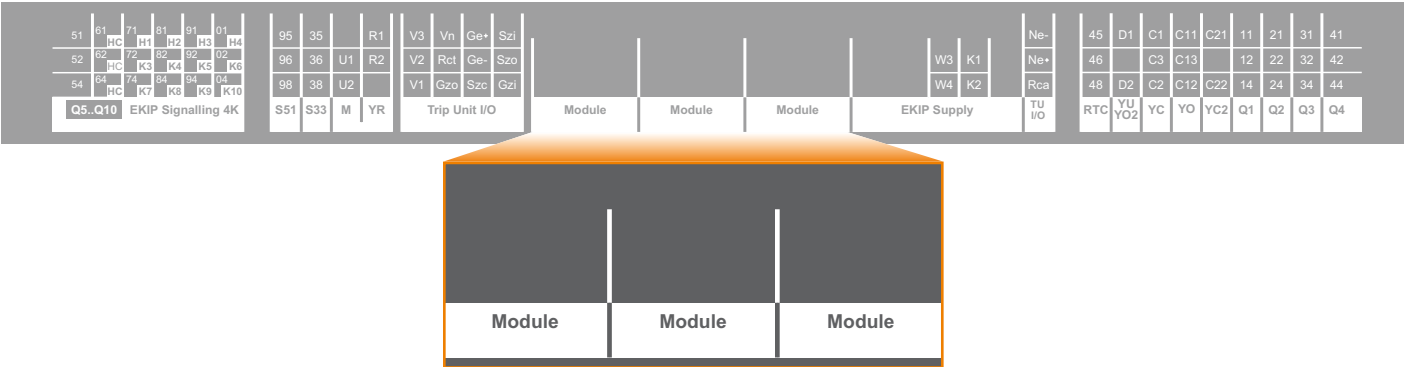 51 61 HC 71 H1 81 H2 91 H3 01 H4 95 35 R1 V3 Vn Ge+ Szi Ne- 45 D1 C1 C11 C21 11 21 31 41
52 62 HC 72 K3 82 K4 92 K5 02 K6 96 36 U1 R2 V2 Rct Ge- Szo W3 K1 Ne+ 46 C3 C13 12 22 32 42
54 64 HC 74 K7 84 K8 94 K9 04 K10 98 38 U2 V1 Gzo Szc Gzi W4 K2 Rca 48 D2 C2 C12 C22 14 24 34 44
Q5..Q10 EKIP Signalling 4K S51 S33 M YR Trip Unit I/O Module Module Module EKIP Supply TU I/O RTC YU YO2 YC YO YC2 Q1 Q2 Q3 Q4
Module Module Module